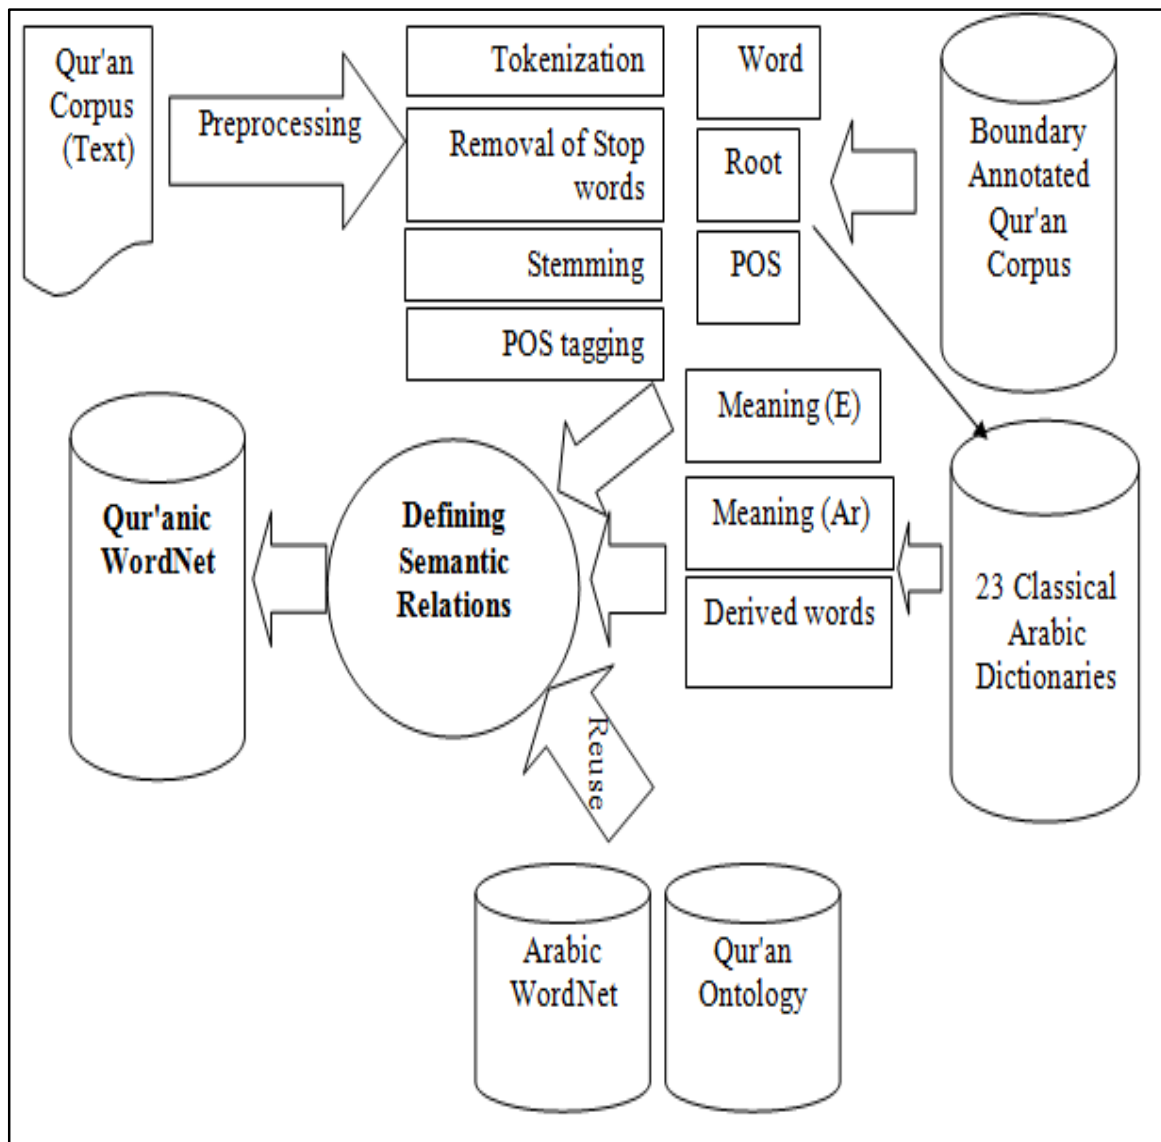 Qur'an
Corpus
(Text)
Preprocessing
Tokenization
Removal of Stop
words
Stemming
POS tagging
Word
Root
POS
Boundary
Annotated
Qur'an
Corpus
Meaning (E)
Meaning (Ar)
Derived words
23 Classical
Arabic
Dictionaries
Defining
Semantic
Relations
Qur'anic
WordNet
Reuse
Arabic
WordNet
Qur'an
Ontology